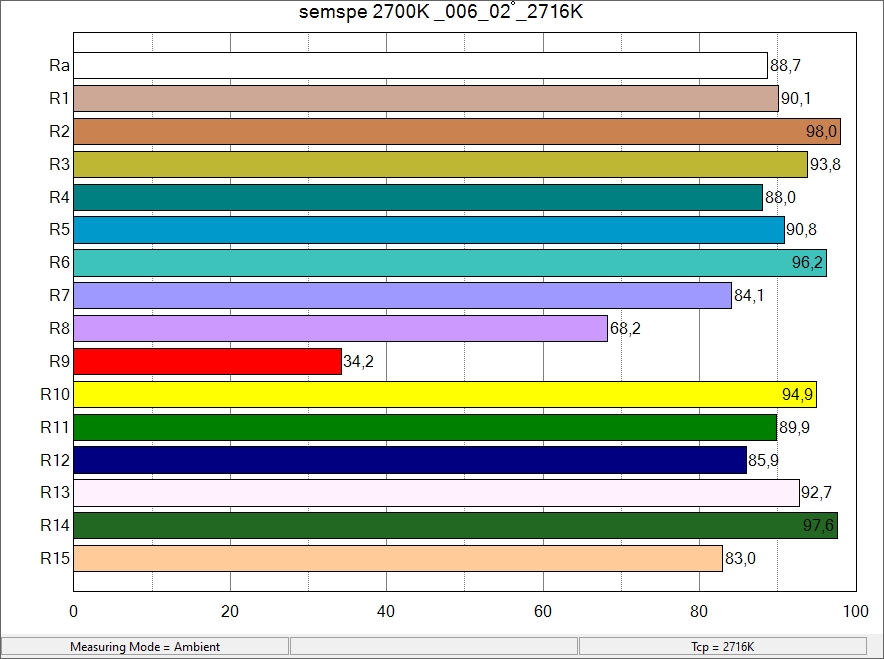 semspe 2700K _006_02°_2716K
Ra 88,7
R1 90,1
R2 98,0
R3 93,8
R4 88,0
R5 90,8
R6 96,2
R7 84,1
R8 68,2
R9 34,2
R10 94,9
R11 89,9
R12 85,9
R13 92,7
R14 97,6
R15 83,0
0 20 40 60 80 100
Measuring Mode = Ambient Tcp = 2716K